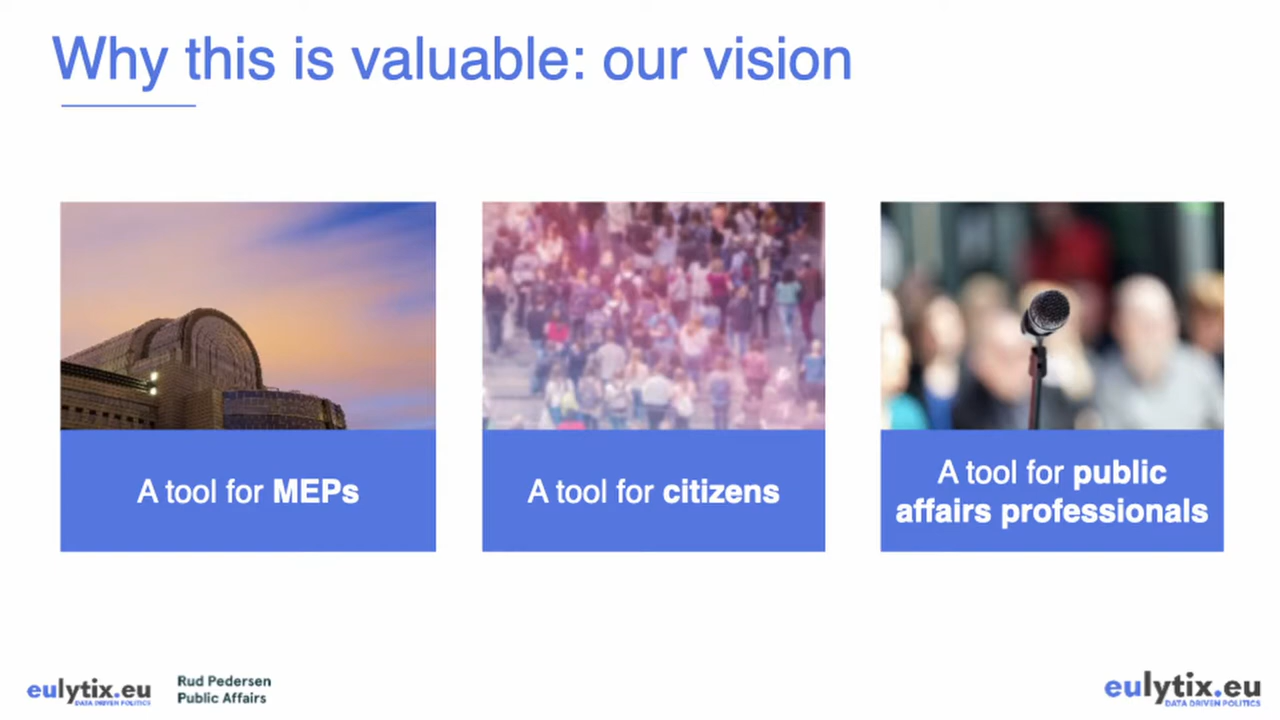 Why this is valuable: our vision
A tool for MEPs
A tool for citizens
A tool for public
affairs professionals
eulytix.eu
DATA DRIVEN POLITICS
Rud Pedersen
Public Affairs
eulytix.eu
DATA DRIVEN POLITICS